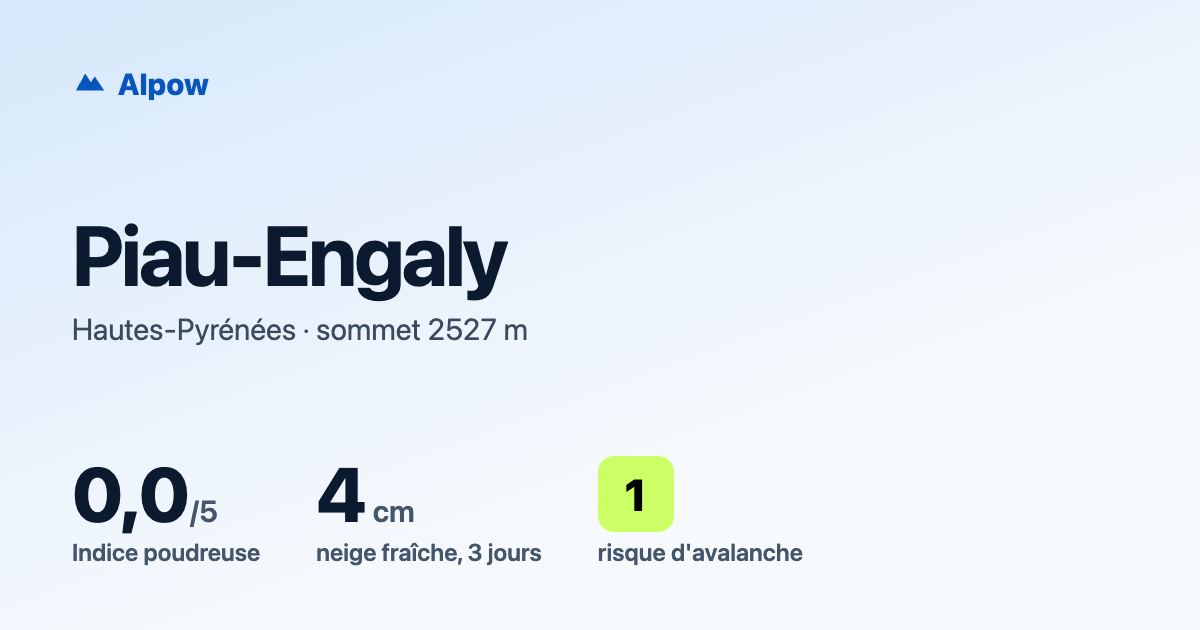 Alpow
Piau-Engaly
Hautes-Pyrénées · sommet 2527 m
0,0/5
Indice poudreuse
4 cm
neige fraîche, 3 jours
1
risque d'avalanche